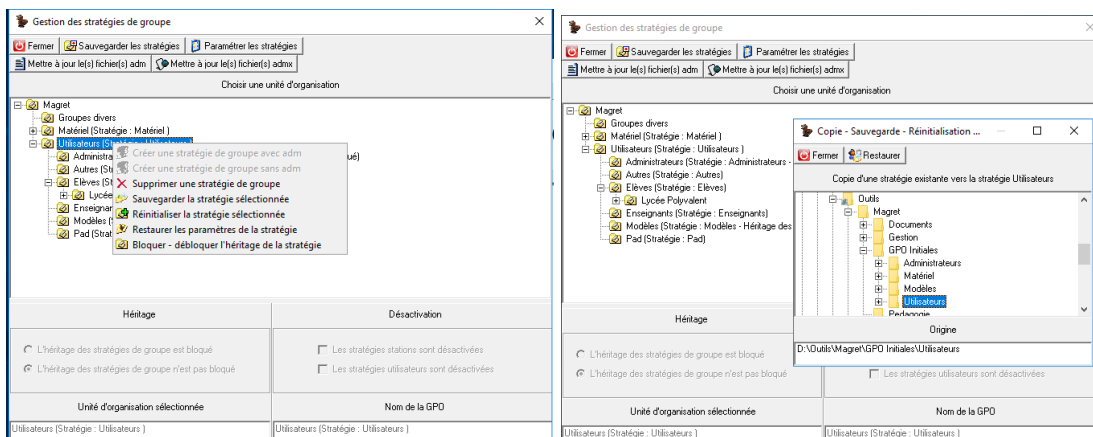 Gestion des stratégies de groupe
Fermer
Sauvegarder les stratégies
Paramétrer les stratégies
Mettre à jour le(s) fichier(s) adm
Mettre à jour le(s) fichier(s) admx
Choisir une unité d'organisation
Magret
Groupes divers
Matériel (Stratégie : Matériel )
Utilisateurs (Stratégie : Utilisateurs )
Administra
Autres (St
Elèves (St
Lycée
Enseignan
Modèles (S
Pad (Strat
Créer une stratégie de groupe avec adm
Créer une stratégie de groupe sans adm
Supprimer une stratégie de groupe
Sauvegarder la stratégie sélectionnée
Réinitialiser la stratégie sélectionnée
Restaurer les paramètres de la stratégie
Bloquer - débloquer l'héritage de la stratégie
ué)
Héritage
Désactivation
L'héritage des stratégies de groupe est bloqué
L'héritage des stratégies de groupe n'est pas bloqué
Les stratégies stations sont désactivées
Les stratégies utilisateurs sont désactivées
Unité d'organisation sélectionnée
Nom de la GPO
Utilisateurs (Stratégie : Utilisateurs )
Utilisateurs (Stratégie : Utilisateurs )
Gestion des stratégies de groupe
Fermer
Sauvegarder les stratégies
Paramétrer les stratégies
Mettre à jour le(s) fichier(s) adm
Mettre à jour le(s) fichier(s) admx
Choisir une unité d'organisation
Magret
Groupes divers
Matériel (Stratégie : Matériel )
Utilisateurs (Stratégie : Utilisateurs )
Administrateurs (Stratégie : Administrateurs -
Autres (Stratégie : Autres)
Elèves (Stratégie : Elèves)
Lycée Polyvalent
Enseignants (Stratégie : Enseignants)
Modèles (Stratégie : Modèles - Héritage des
Pad (Stratégie : Pad)
Copie - Sauvegarde - Réinitialisation ...
Fermer
Restaurer
Copie d'une stratégie existante vers la stratégie Utilisateurs
Outils
Magret
Documents
Gestion
GPO Initiales
Administrateurs
Matériel
Modèles
Utilisateurs
Pedagogie
Origine
D:\Outils\Magret\GPO Initiales\Utilisateurs
Héritage
L'héritage des stratégies de groupe est bloqué
L'héritage des stratégies de groupe n'est pas bloqué
Les stratégies utilisateurs sont désactivées
Unité d'organisation sélectionnée
Nom de la GPO
Utilisateurs (Stratégie : Utilisateurs )
Utilisateurs (Stratégie : Utilisateurs )